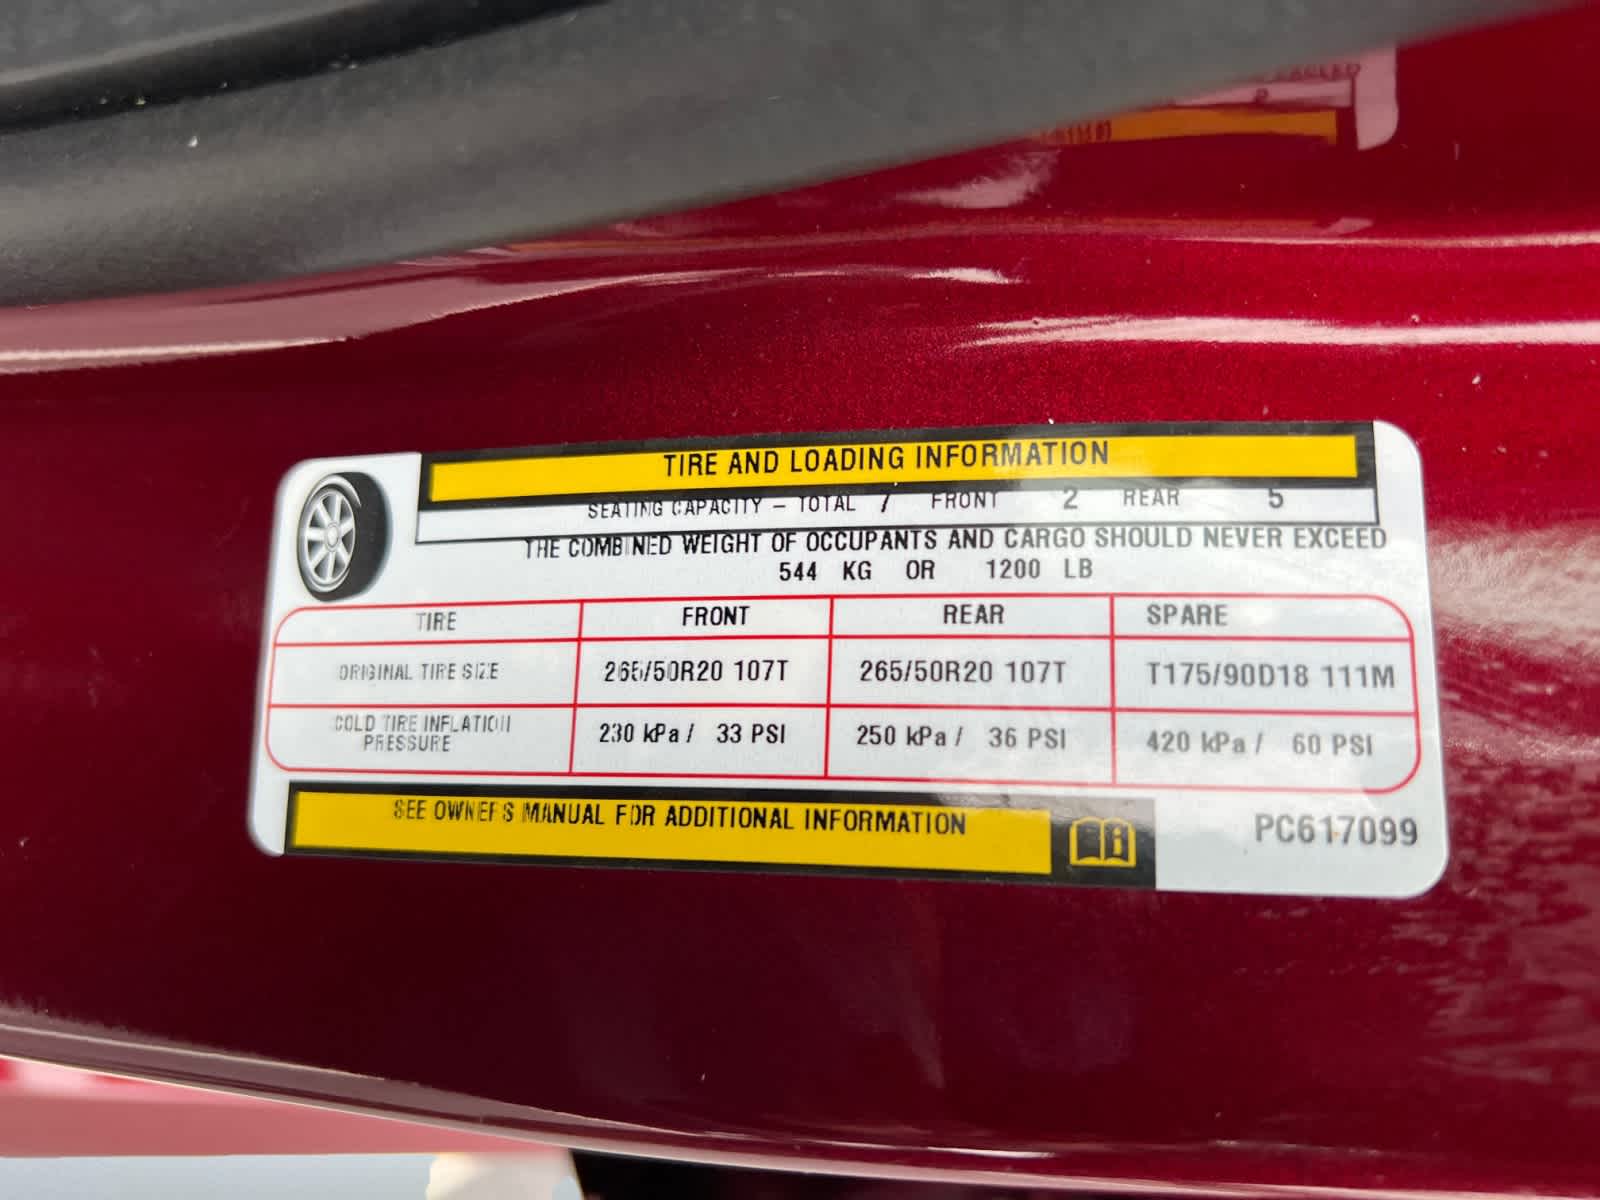 TIRE AND LOADING INFORMATION
SEATING CAPACITY – TOTAL 7 FRONT 2 REAR 5
THE COMBINED WEIGHT OF OCCUPANTS AND CARGO SHOULD NEVER EXCEED
544 KG OR 1200 LB
TIRE FRONT REAR SPARE
ORIGINAL TIRE SIZE 265/50R20 107T 265/50R20 107T T175/90D18 111M
COLD TIRE INFLATION PRESSURE 230 kPa / 33 PSI 250 kPa / 36 PSI 420 kPa / 60 PSI
SEE OWNER'S MANUAL FOR ADDITIONAL INFORMATION
PC617099